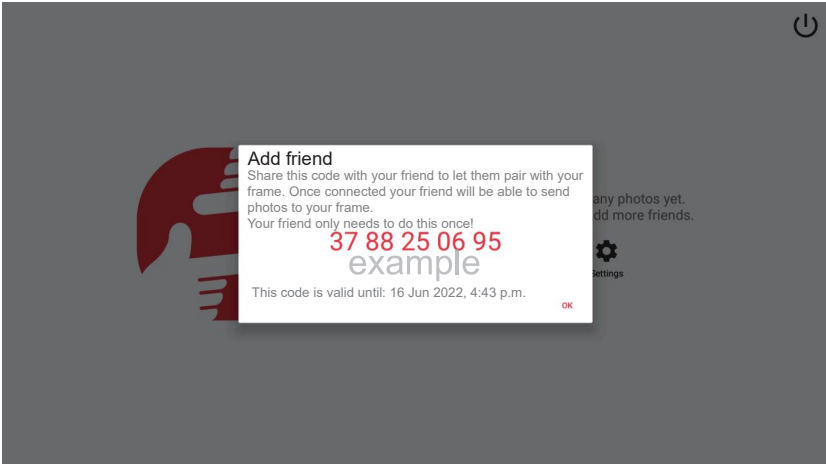 Add friend
Share this code with your friend to let them pair with your
frame. Once connected your friend will be able to send
photos to your frame.
Your friend only needs to do this once!
37 88 25 06 95
example
This code is valid until: 16 Jun 2022, 4:43 p.m.
OK
any photos yet.
dd more friends.
Settings